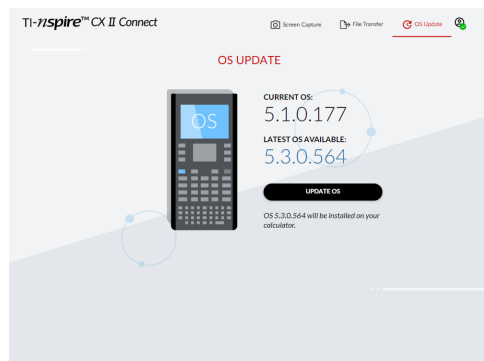 TI-nspire™ CX II Connect
Screen Capture
File Transfer
OS Update
OS UPDATE
OS
CURRENT OS:
5.1.0.177
LATEST OS AVAILABLE:
5.3.0.564
UPDATE OS
OS 5.3.0.564 will be installed on your
calculator.